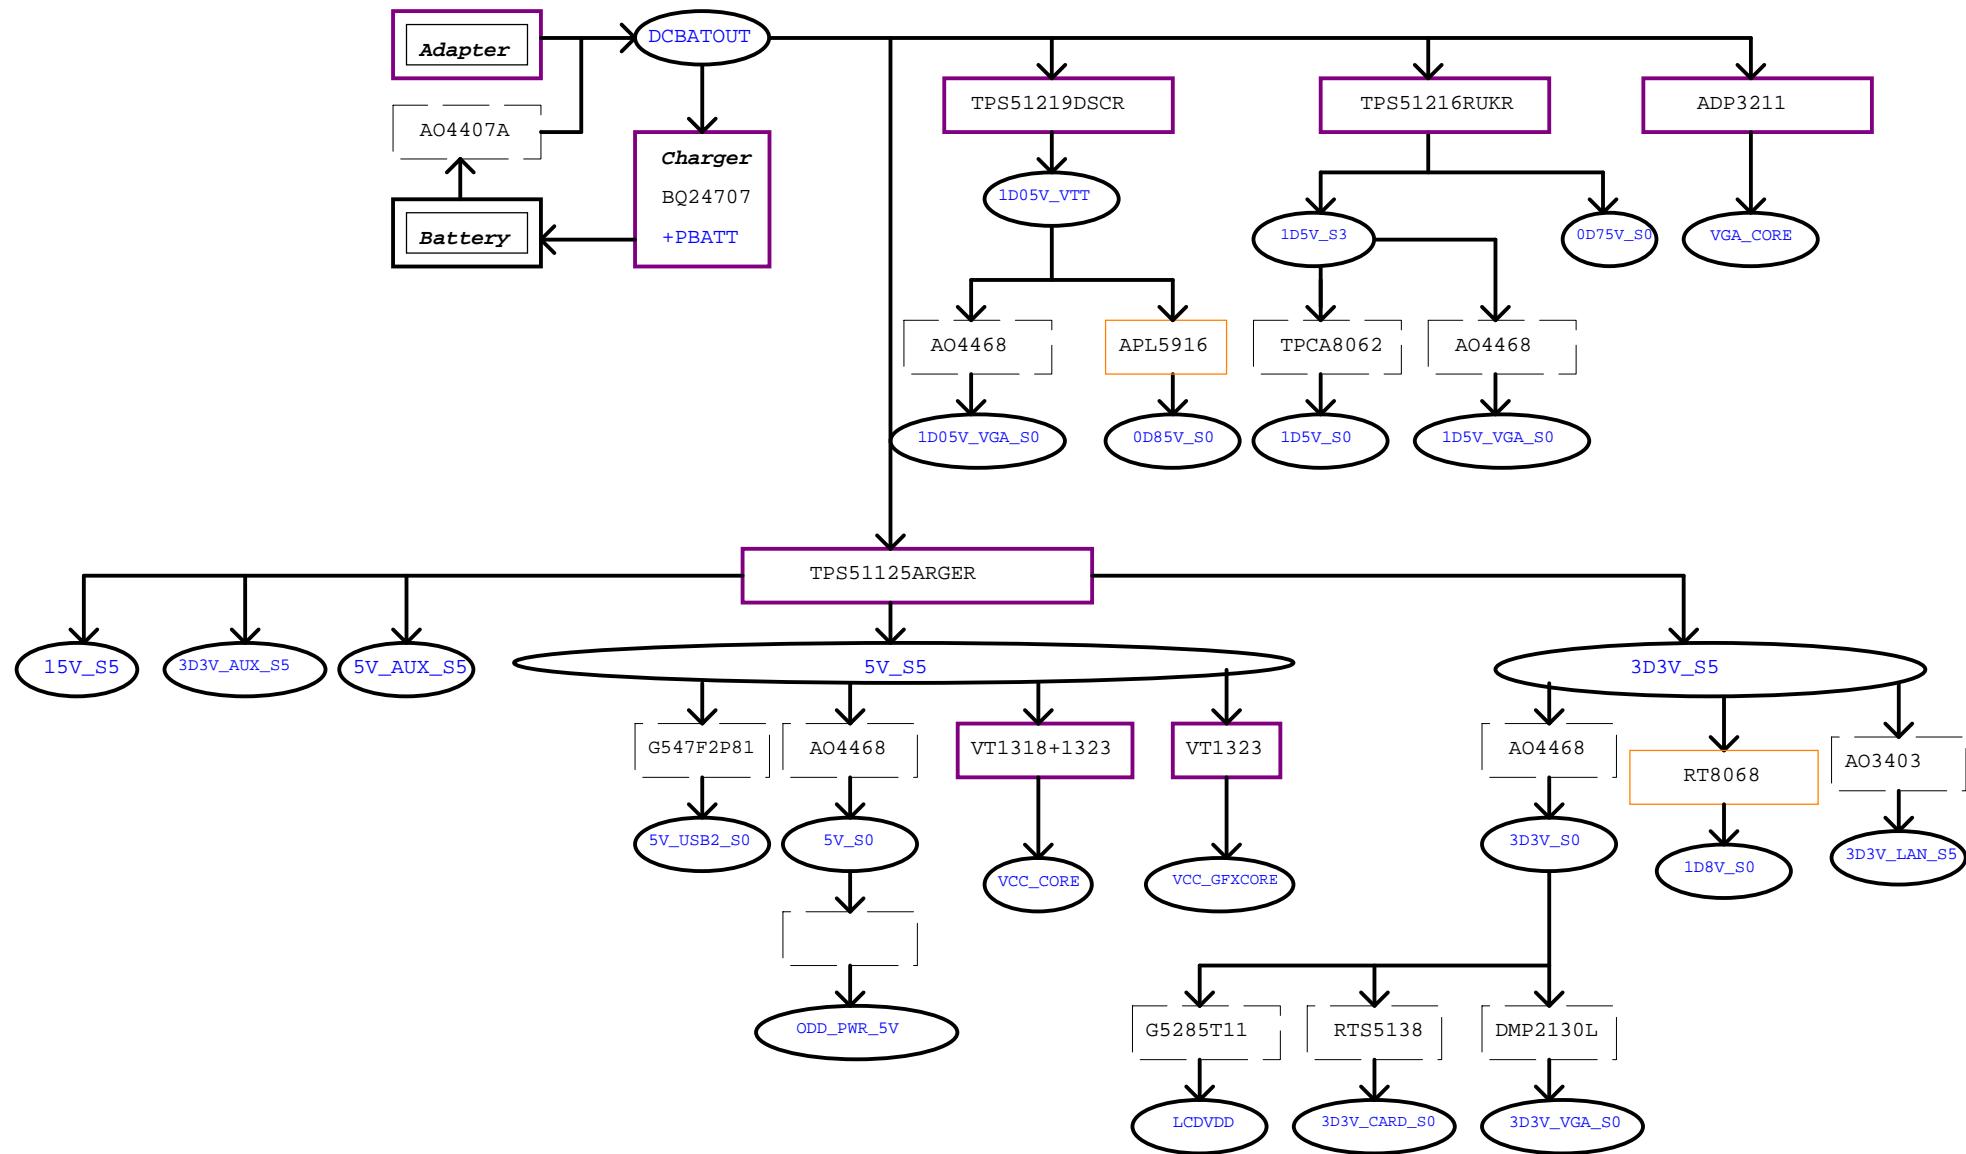 Adapter
DCBATOUT
AO4407A
Charger
BQ24707
+PBATT
Battery
TPS51219DSCR
TPS51216RUKR
ADP3211
1D05V_VTT
1D5V_S3
0D75V_S0
VGA_CORE
AO4468
APL5916
TPCA8062
AO4468
1D05V_VGA_S0
0D85V_S0
1D5V_S0
1D5V_VGA_S0
TPS51125ARGER
15V_S5
3D3V_AUX_S5
5V_AUX_S5
5V_S5
3D3V_S5
G547F2P81
AO4468
VT1318+1323
VT1323
AO4468
RT8068
AO3403
5V_USB2_S0
5V_S0
VCC_CORE
VCC_GFXCORE
3D3V_S0
1D8V_S0
3D3V_LAN_S5
ODD_PWR_5V
G5285T11
RTS5138
DMP2130L
LCDVDD
3D3V_CARD_S0
3D3V_VGA_S0